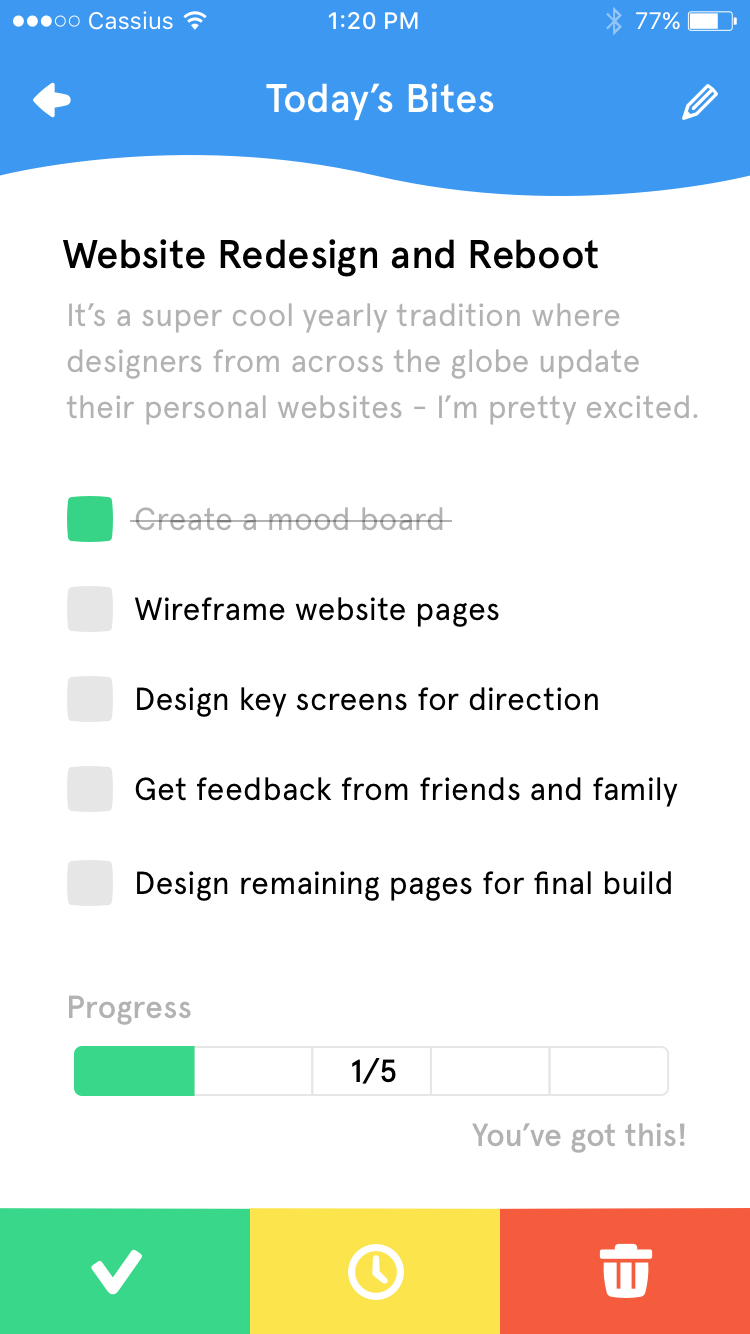 Cassius 1:20 PM 77%
Today’s Bites
Website Redesign and Reboot
It’s a super cool yearly tradition where
designers from across the globe update
their personal websites - I’m pretty excited.
Create a mood board
Wireframe website pages
Design key screens for direction
Get feedback from friends and family
Design remaining pages for final build
Progress
1/5
You’ve got this!